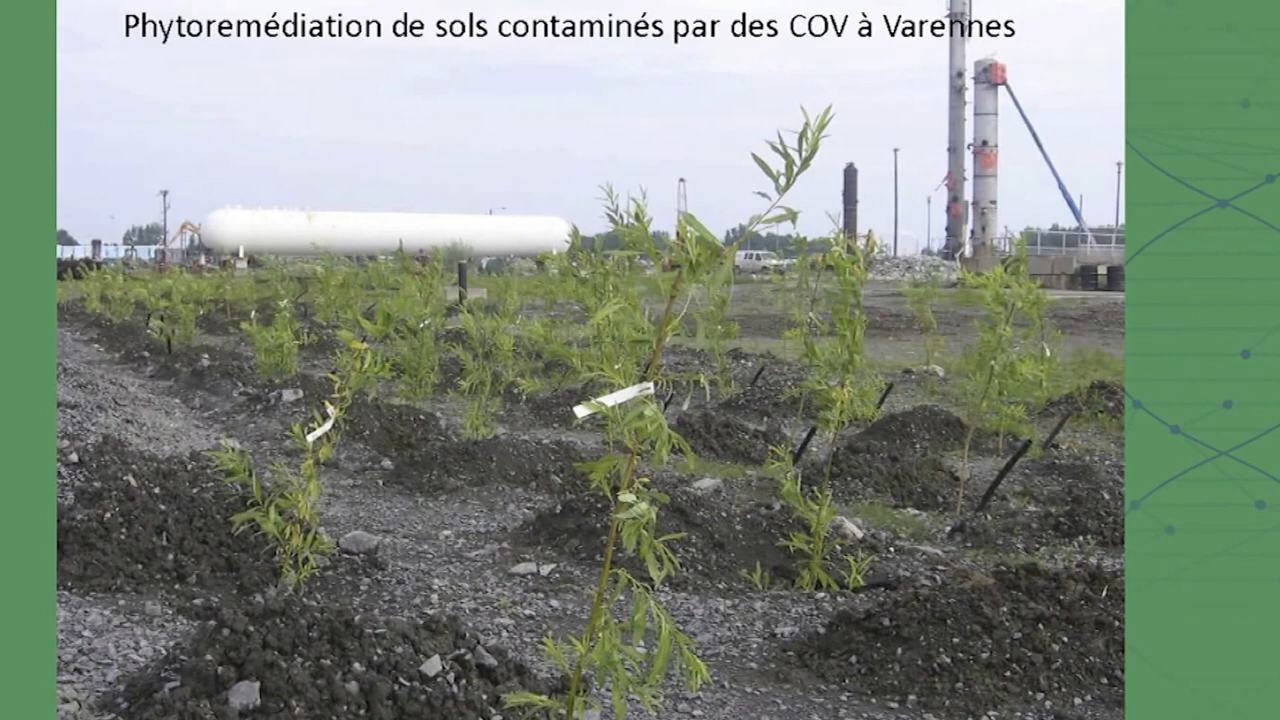 Phytoremédiation de sols contaminés par des COV à Varennes